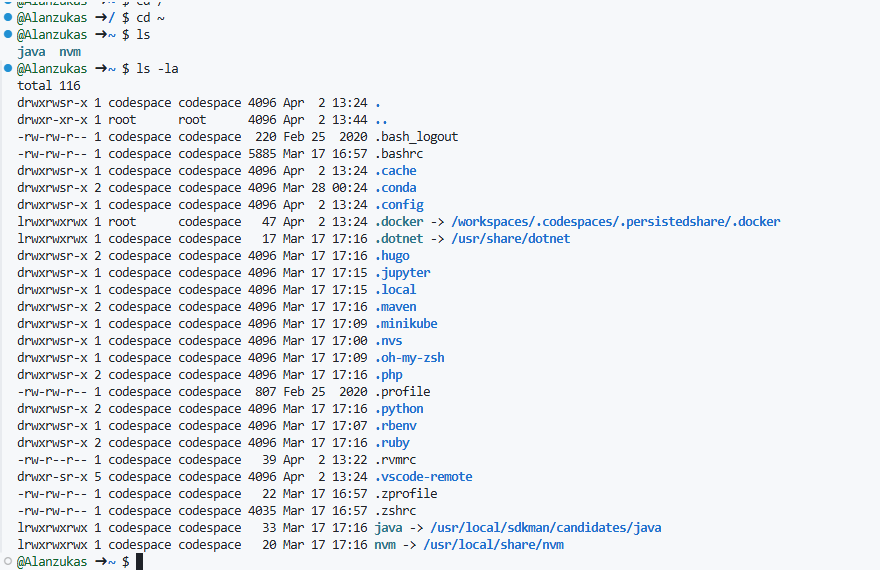 @Alanzukas ➜~ $ cd /
@Alanzukas ➜/ $ cd ~
@Alanzukas ➜~ $ ls
java  nvm
@Alanzukas ➜~ $ ls -la
total 116
drwxrwsr-x 1 codespace codespace 4096 Apr  2 13:24 .
drwxr-xr-x 1 root      root      4096 Apr  2 13:44 ..
-rw-rw-r-- 1 codespace codespace  220 Feb 25  2020 .bash_logout
-rw-rw-r-- 1 codespace codespace 5885 Mar 17 16:57 .bashrc
drwxrwsr-x 1 codespace codespace 4096 Apr  2 13:24 .cache
drwxrwsr-x 2 codespace codespace 4096 Mar 28 00:24 .conda
drwxrwsr-x 1 codespace codespace 4096 Apr  2 13:24 .config
lrwxrwxrwx 1 root      codespace   47 Apr  2 13:24 .docker -> /workspaces/.codespaces/.persistedshare/.docker
lrwxrwxrwx 1 codespace codespace   17 Mar 17 17:16 .dotnet -> /usr/share/dotnet
drwxrwsr-x 2 codespace codespace 4096 Mar 17 17:16 .hugo
drwxrwsr-x 1 codespace codespace 4096 Mar 17 17:15 .jupyter
drwxrwsr-x 1 codespace codespace 4096 Mar 17 17:15 .local
drwxrwsr-x 2 codespace codespace 4096 Mar 17 17:16 .maven
drwxrwsr-x 1 codespace codespace 4096 Mar 17 17:09 .minikube
drwxrwsr-x 1 codespace codespace 4096 Mar 17 17:00 .nvs
drwxrwsr-x 1 codespace codespace 4096 Mar 17 17:09 .oh-my-zsh
drwxrwsr-x 2 codespace codespace 4096 Mar 17 17:16 .php
-rw-rw-r-- 1 codespace codespace  807 Feb 25  2020 .profile
drwxrwsr-x 2 codespace codespace 4096 Mar 17 17:16 .python
drwxrwsr-x 1 codespace codespace 4096 Mar 17 17:07 .rbenv
drwxrwsr-x 2 codespace codespace 4096 Mar 17 17:16 .ruby
-rw-r--r-- 1 codespace codespace   39 Apr  2 13:22 .rvmrc
drwxr-sr-x 5 codespace codespace 4096 Apr  2 13:24 .vscode-remote
-rw-rw-r-- 1 codespace codespace   22 Mar 17 16:57 .zprofile
-rw-rw-r-- 1 codespace codespace 4035 Mar 17 16:57 .zshrc
lrwxrwxrwx 1 codespace codespace   33 Mar 17 17:16 java -> /usr/local/sdkman/candidates/java
lrwxrwxrwx 1 codespace codespace   20 Mar 17 17:16 nvm -> /usr/local/share/nvm
@Alanzukas ➜~ $